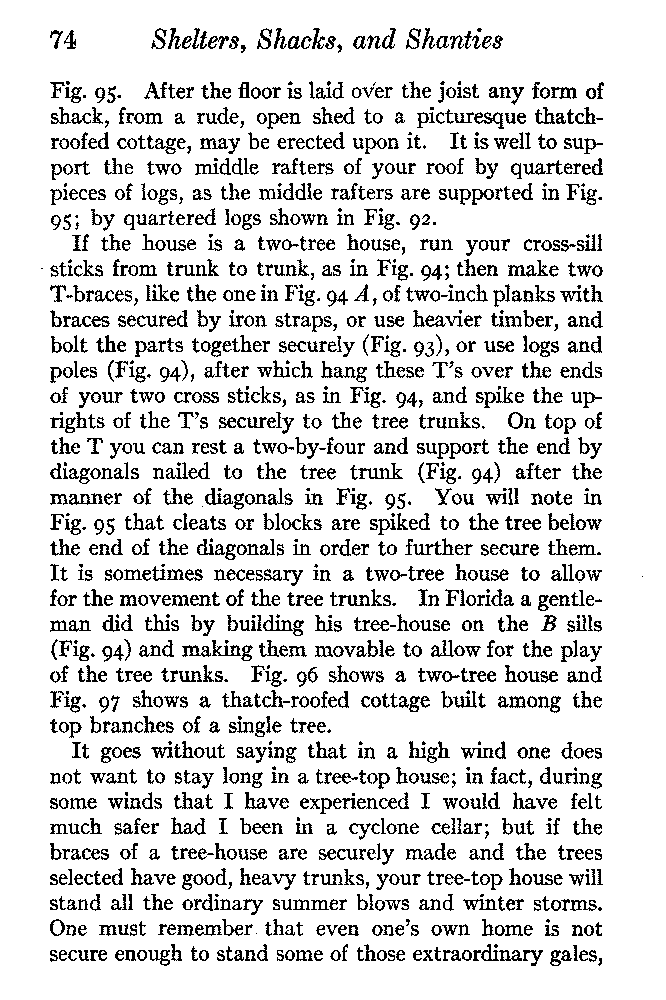 74 Shelters, Shacks, and Shanties
Fig. 95. After the floor is laid over the joist any form of
shack, from a rude, open shed to a picturesque thatch-
roofed cottage, may be erected upon it. It is well to sup-
port the two middle rafters of your roof by quartered
pieces of logs, as the middle rafters are supported in Fig.
95; by quartered logs shown in Fig. 92.
If the house is a two-tree house, run your cross-sill
sticks from trunk to trunk, as in Fig. 94; then make two
T-braces, like the one in Fig. 94 A, of two-inch planks with
braces secured by iron straps, or use heavier timber, and
bolt the parts together securely (Fig. 93), or use logs and
poles (Fig. 94), after which hang these T's over the ends
of your two cross sticks, as in Fig. 94, and spike the up-
rights of the T's securely to the tree trunks. On top of
the T you can rest a two-by-four and support the end by
diagonals nailed to the tree trunk (Fig. 94) after the
manner of the diagonals in Fig. 95. You will note in
Fig. 95 that cleats or blocks are spiked to the tree below
the end of the diagonals in order to further secure them.
It is sometimes necessary in a two-tree house to allow
for the movement of the tree trunks. In Florida a gentle-
man did this by building his tree-house on the B sills
(Fig. 94) and making them movable to allow for the play
of the tree trunks. Fig. 96 shows a two-tree house and
Fig. 97 shows a thatch-roofed cottage built among the
top branches of a single tree.
It goes without saying that in a high wind one does
not want to stay long in a tree-top house; in fact, during
some winds that I have experienced I would have felt
much safer had I been in a cyclone cellar; but if the
braces of a tree-house are securely made and the trees
selected have good, heavy trunks, your tree-top house will
stand all the ordinary summer blows and winter storms.
One must remember that even one's own home is not
secure enough to stand some of those extraordinary gales,